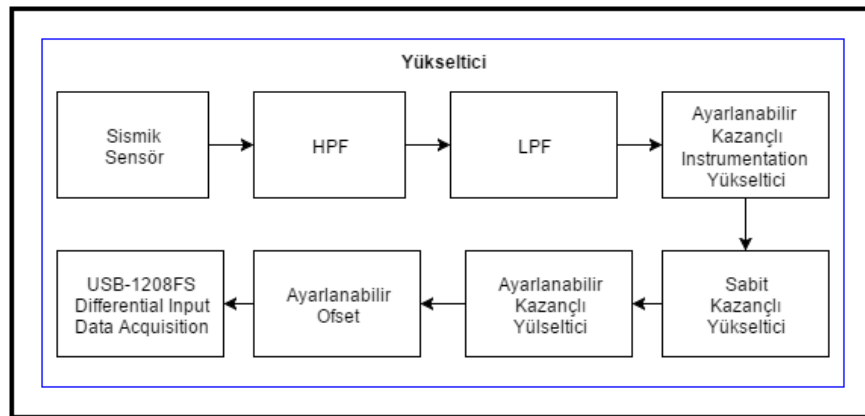 Yükseltici
Sismik
Sensör
HPF
LPF
Ayarlanabilir
Kazançlı
Instrumentation
Yükseltici
Sabit
Kazançlı
Yükseltici
Ayarlanabilir
Kazançlı
Yülseltici
Ayarlanabilir
Ofset
USB-1208FS
Differential Input
Data Acquisition